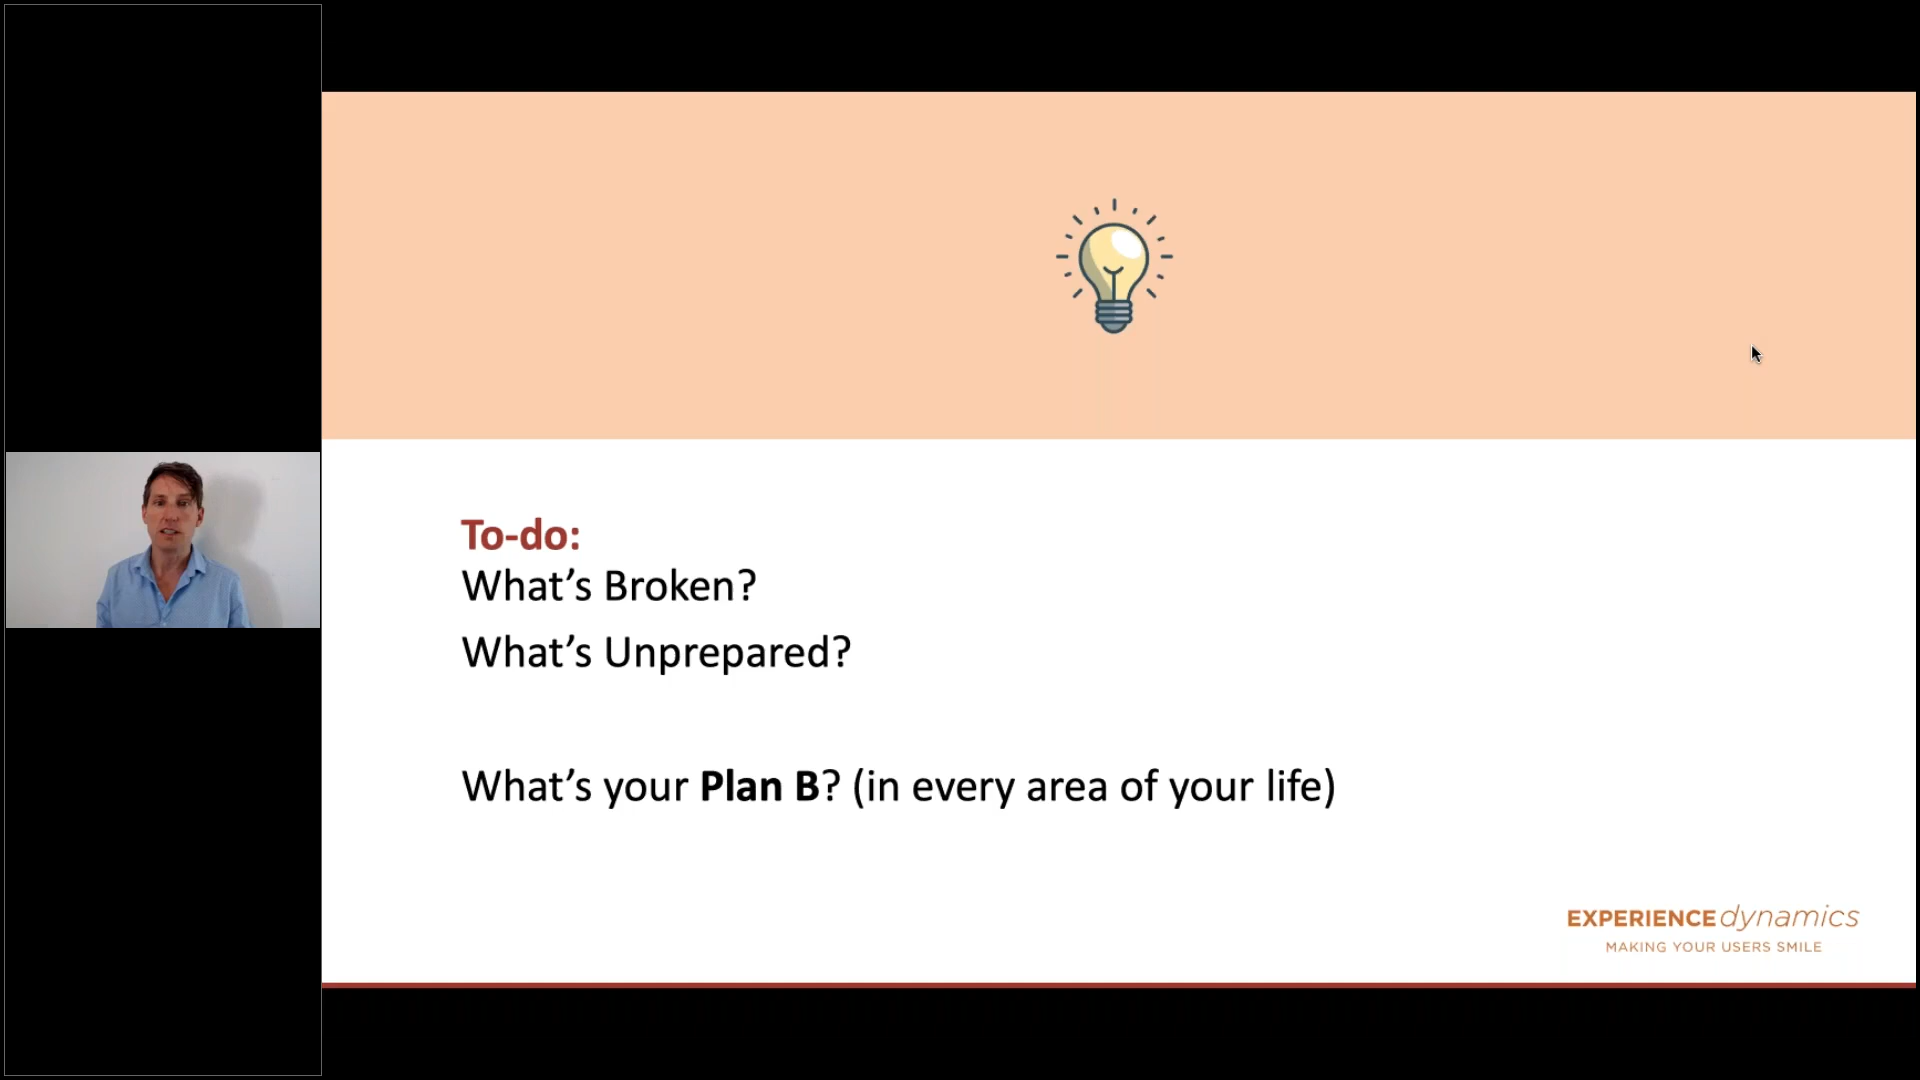 To-do:
What’s Broken?
What’s Unprepared?
What’s your Plan B? (in every area of your life)
EXPERIENCE dynamics
MAKING YOUR USERS SMILE